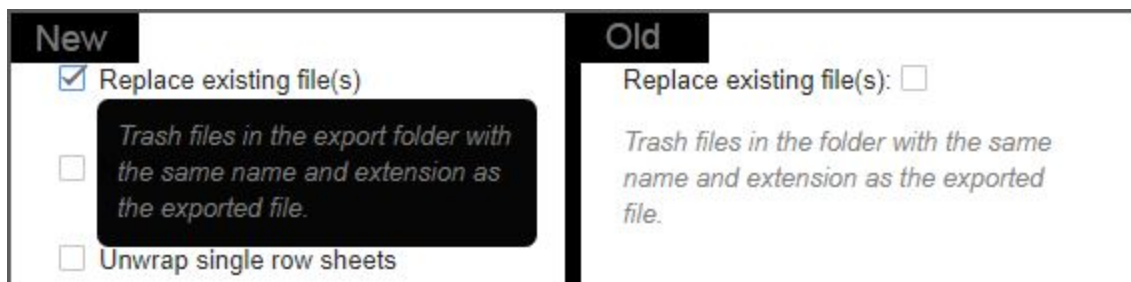 New
Replace existing file(s)
Trash files in the export folder with
the same name and extension as
the exported file.
Unwrap single row sheets
Old
Replace existing file(s):
Trash files in the folder with the same
name and extension as the exported
file.